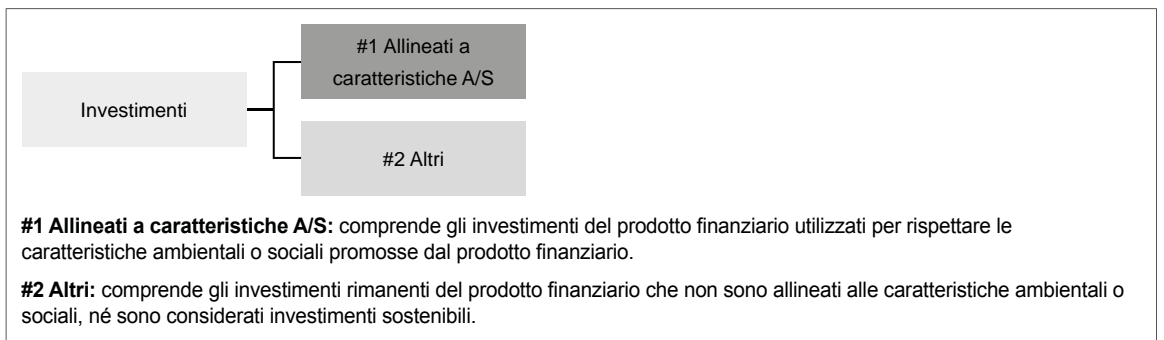 #1 Allineati a
caratteristiche A/S
Investimenti
#2 Altri
#1 Allineati a caratteristiche A/S: comprende gli investimenti del prodotto finanziario utilizzati per rispettare le
caratteristiche ambientali o sociali promosse dal prodotto finanziario.
#2 Altri: comprende gli investimenti rimanenti del prodotto finanziario che non sono allineati alle caratteristiche ambientali o
sociali, né sono considerati investimenti sostenibili.